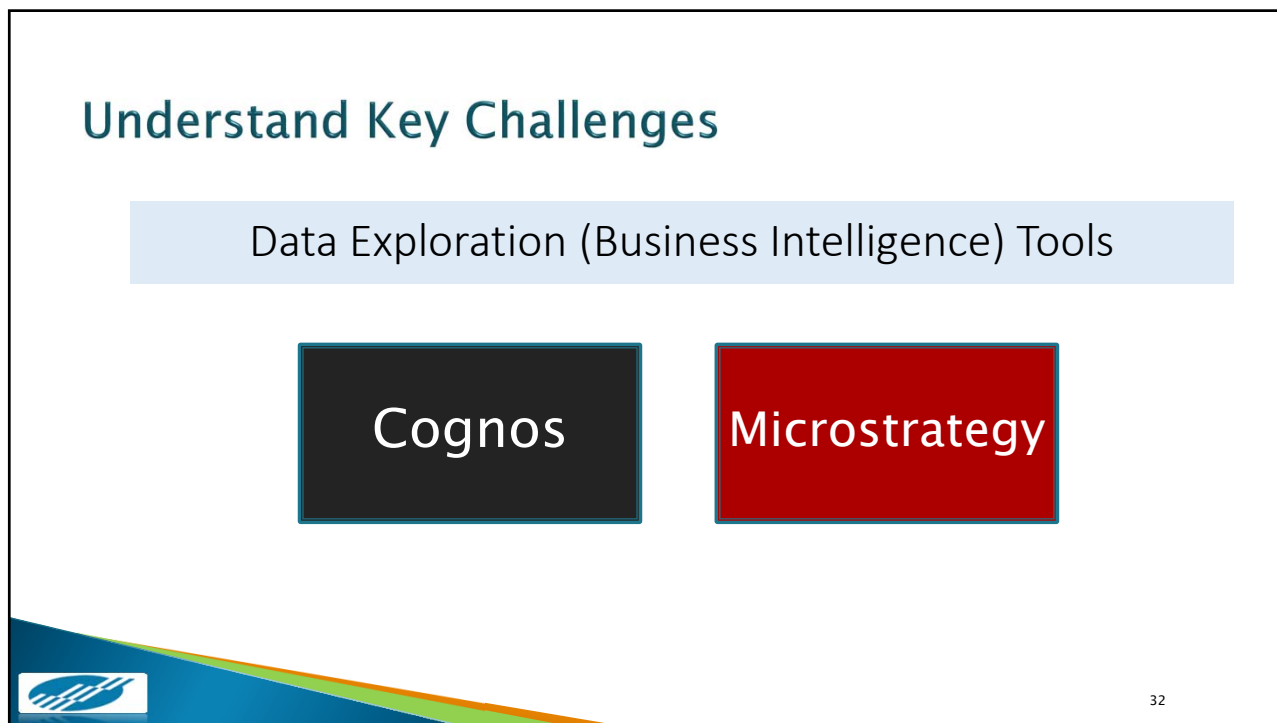 Understand Key Challenges
Data Exploration (Business Intelligence) Tools
Cognos
Microstrategy
32